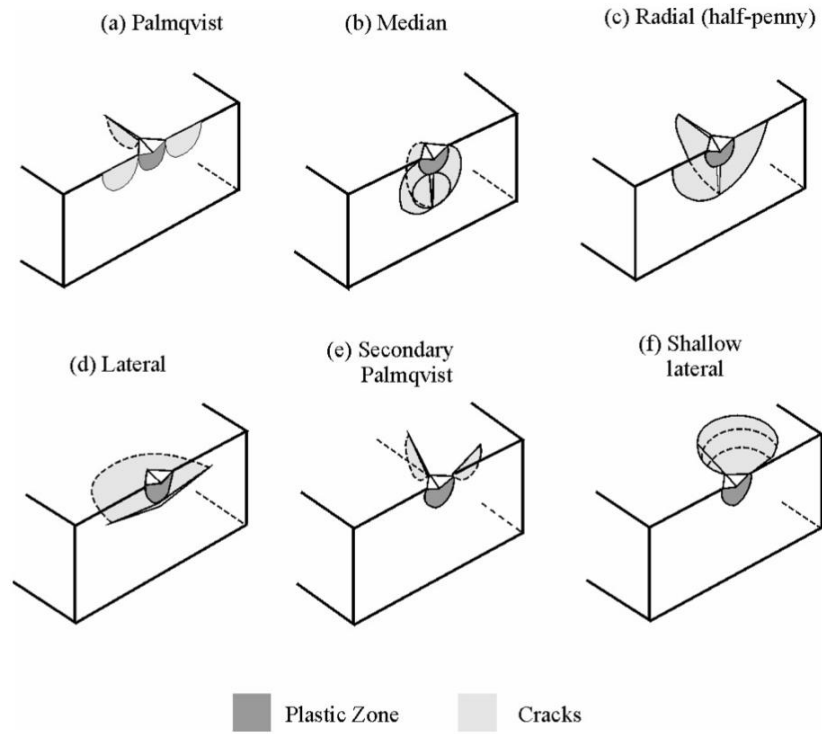 (a) Palmqvist
(b) Median
(c) Radial (half-penny)
(d) Lateral
(e) Secondary
Palmqvist
(f) Shallow
lateral
Plastic Zone
Cracks